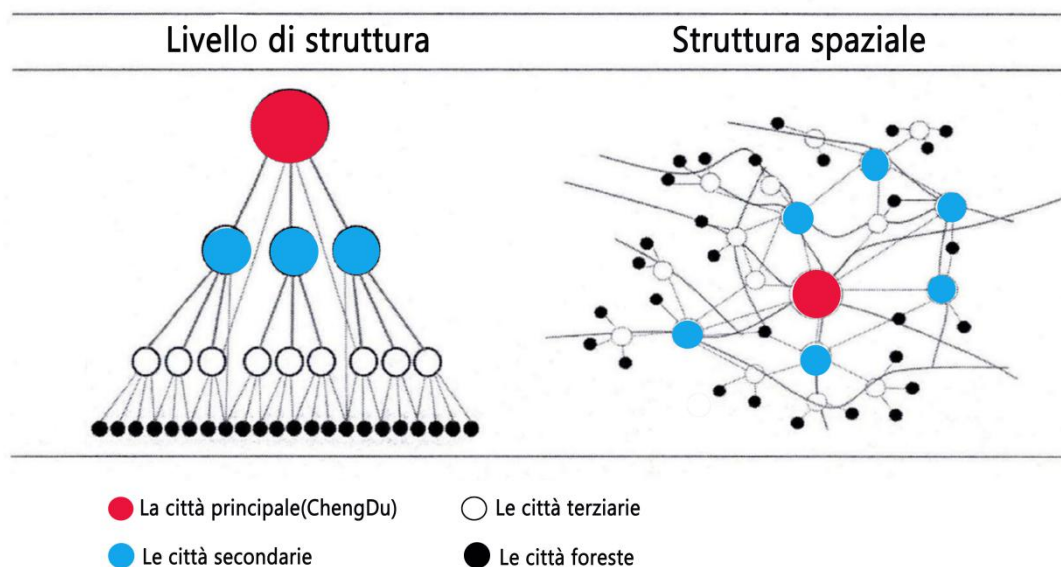 Livello di struttura
Struttura spaziale
La città principale(ChengDu)
Le città terziarie
Le città secondarie
Le città foreste